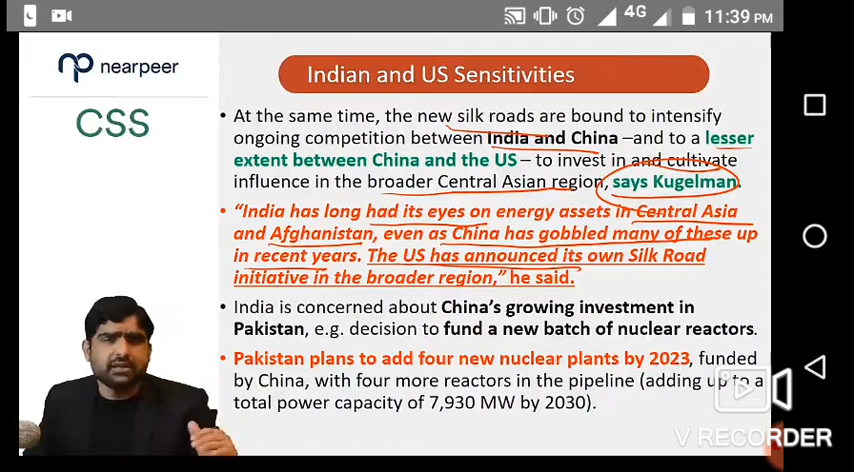 4G 11:39 PM
nearpeer
CSS
Indian and US Sensitivities
• At the same time, the new silk roads are bound to intensify
ongoing competition between India and China –and to a lesser
extent between China and the US – to invest in and cultivate
influence in the broader Central Asian region, says Kugelman.
• “India has long had its eyes on energy assets in Central Asia
and Afghanistan, even as China has gobbled many of these up
in recent years. The US has announced its own Silk Road
initiative in the broader region,” he said.
• India is concerned about China’s growing investment in
Pakistan, e.g. decision to fund a new batch of nuclear reactors.
• Pakistan plans to add four new nuclear plants by 2023, funded
by China, with four more reactors in the pipeline (adding up to a
total power capacity of 7,930 MW by 2030).
V RECORDER